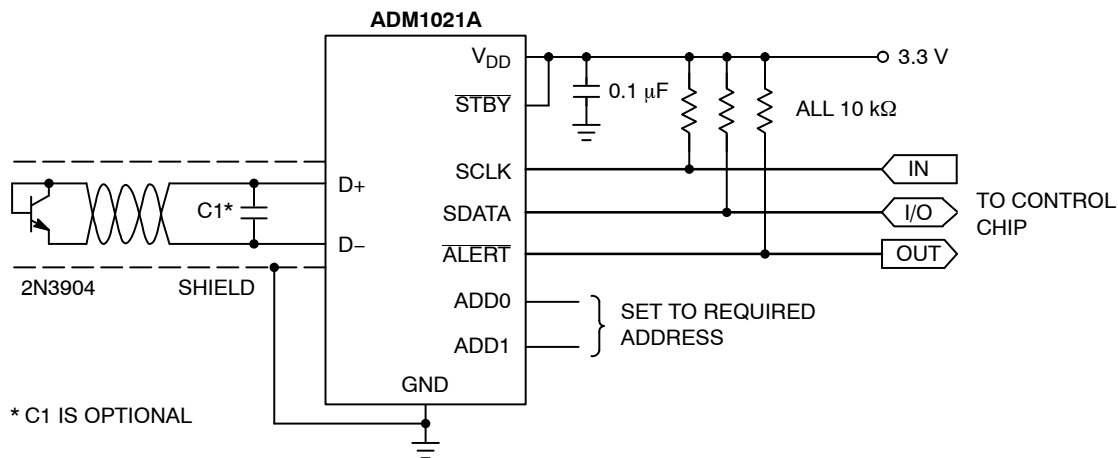 ADM1021A
VDD
3.3 V
STBY
0.1 μF
ALL 10 kΩ
D+
SCLK
IN
C1*
SDATA
I/O
TO CONTROL
CHIP
D−
ALERT
OUT
2N3904
SHIELD
ADD0
SET TO REQUIRED
ADDRESS
ADD1
GND
* C1 IS OPTIONAL